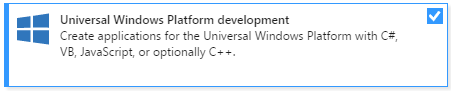 Universal Windows Platform development
Create applications for the Universal Windows Platform with C#,
VB, JavaScript, or optionally C++.